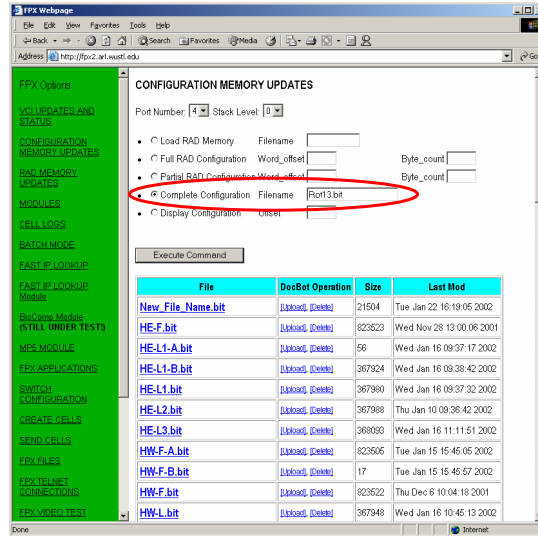 FPX Webpage
File Edit View Favorites Tools Help
Back Search Favorites Media
Address http://fpx2.arl.wustl.edu Go
FPX Options
VCI UPDATES AND STATUS
CONFIGURATION MEMORY UPDATES
RAD MEMORY UPDATES
MODULES
CELL LOGS
BATCH MODE
FAST IP LOOKUP
FAST IP LOOKUP Module
BioComp Module
(STILL UNDER TEST!)
MP5 MODULE
FPX APPLICATIONS
SWITCH CONFIGURATION
CREATE CELLS
SEND CELLS
FPX FILES
FPX TELNET CONNECTIONS
FPX VIDEO TEST
CONFIGURATION MEMORY UPDATES
Port Number: 4 Stack Level: 0
Load RAD Memory Filename
Full RAD Configuration Word_offset Byte_count
Partial RAD Configuration Word_offset Byte_count
Complete Configuration Filename Rot13.bit
Display Configuration Offset
Execute Command
File DocBot Operation Size Last Mod
New_File_Name.bit [Upload], [Delete] 21504 Tue Jan 22 16:19:05 2002
HE-F.bit [Upload], [Delete] 823523 Wed Nov 28 13:00:06 2001
HE-L1-A.bit [Upload], [Delete] 56 Wed Jan 16 09:37:17 2002
HE-L1-B.bit [Upload], [Delete] 367924 Wed Jan 16 09:38:42 2002
HE-L1.bit [Upload], [Delete] 367980 Wed Jan 16 09:37:32 2002
HE-L2.bit [Upload], [Delete] 367988 Thu Jan 10 09:36:42 2002
HE-L3.bit [Upload], [Delete] 368093 Wed Jan 16 11:11:51 2002
HW-F-A.bit [Upload], [Delete] 823505 Tue Jan 15 15:45:05 2002
HW-F-B.bit [Upload], [Delete] 17 Tue Jan 15 15:45:57 2002
HW-F.bit [Upload], [Delete] 823522 Thu Dec 6 10:04:18 2001
HW-L.bit [Upload], [Delete] 367948 Wed Jan 16 10:45:13 2002
Done Internet